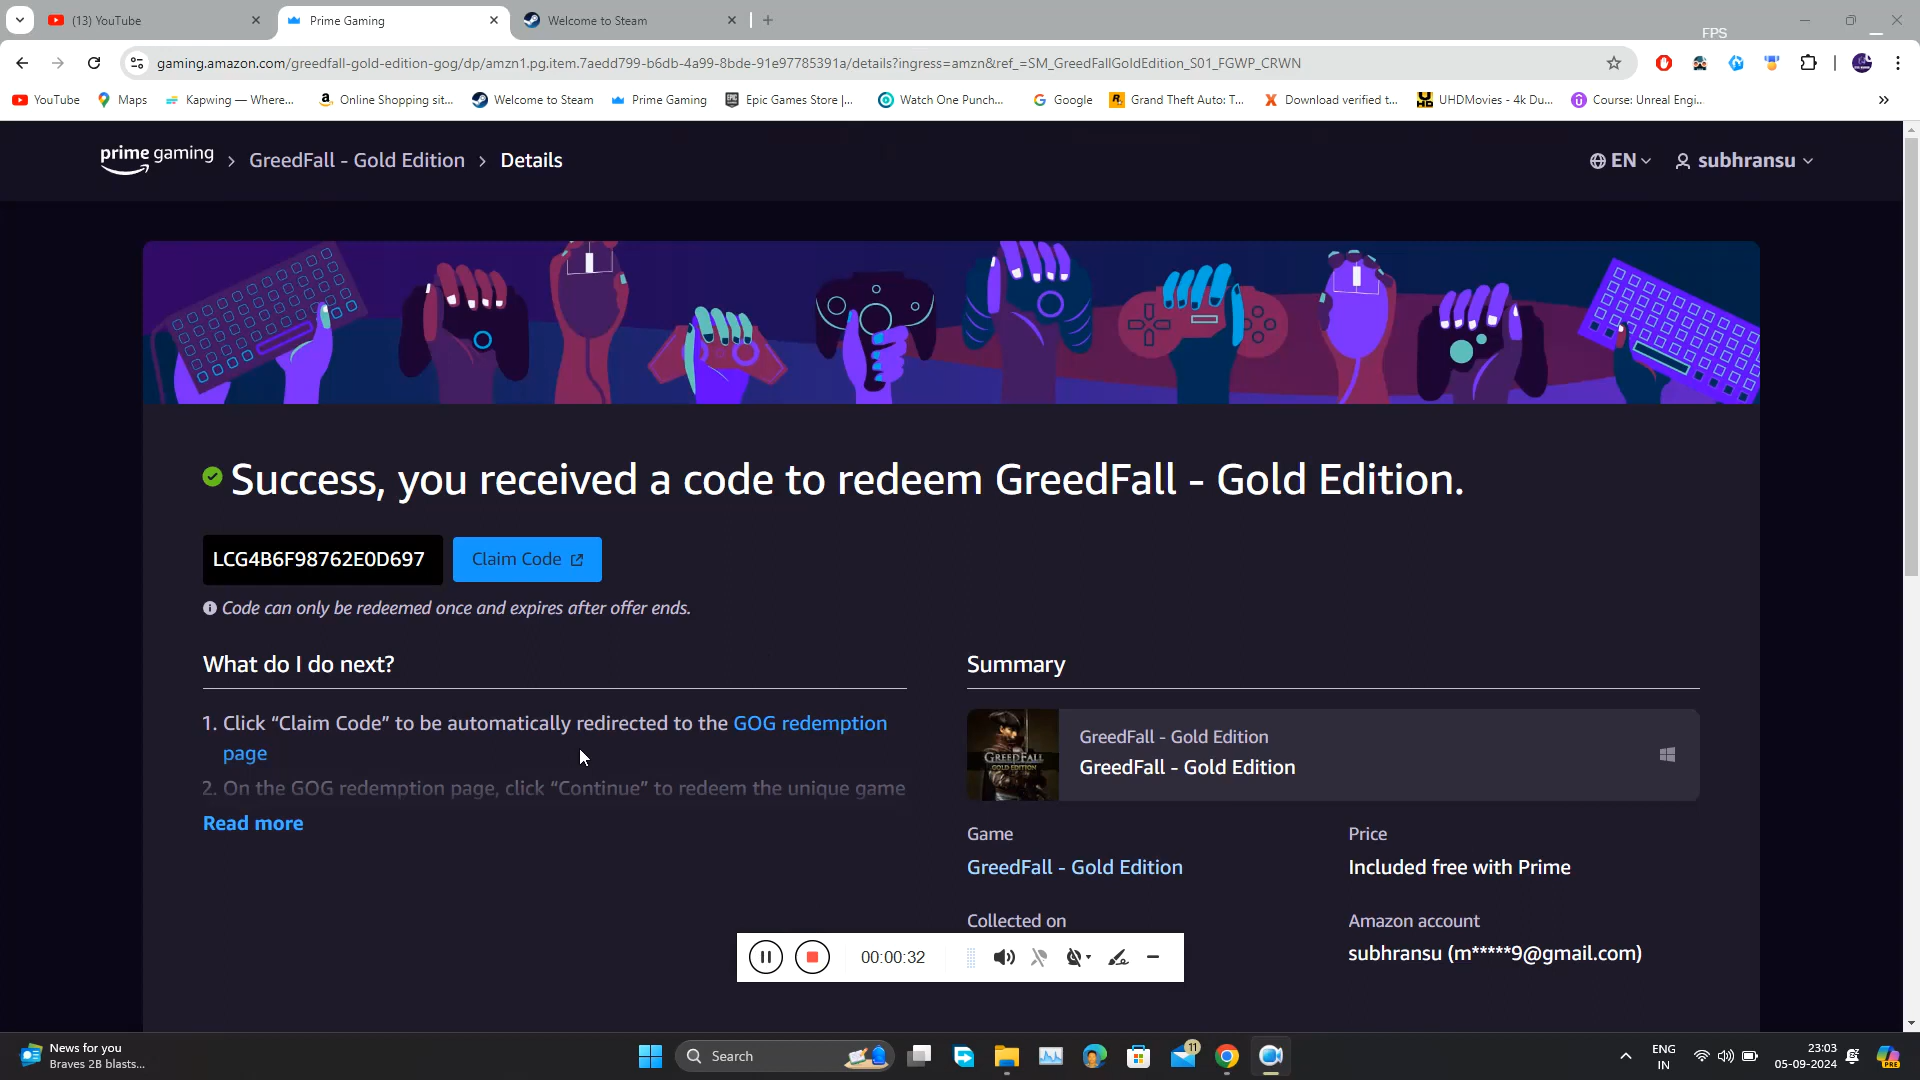 (13) YouTube
Prime Gaming
Welcome to Steam
FPS
gaming.amazon.com/greedfall-gold-edition-gog/dp/amzn1.pg.item.7aedd799-b6db-4a99-8bde-91e97785391a/details?ingress=amzn&ref_=SM_GreedFallGoldEdition_S01_FGWP_CRWN
YouTube
Maps
Kapwing — Where...
Online Shopping sit...
Welcome to Steam
Prime Gaming
Epic Games Store |...
Watch One Punch...
Google
Grand Theft Auto: T...
Download verified t...
UHDMovies - 4k Du...
Course: Unreal Engi...
prime gaming
GreedFall - Gold Edition
Details
EN
subhransu
Success, you received a code to redeem GreedFall - Gold Edition.
LCG4B6F98762E0D697
Claim Code
Code can only be redeemed once and expires after offer ends.
What do I do next?
1. Click “Claim Code” to be automatically redirected to the GOG redemption
page
2. On the GOG redemption page, click “Continue” to redeem the unique game
Read more
Summary
GREEDFALL
GOLD EDITION
GreedFall - Gold Edition
GreedFall - Gold Edition
Game
GreedFall - Gold Edition
Price
Included free with Prime
Collected on
Amazon account
subhransu (m*****9@gmail.com)
00:00:32
News for you
Braves 2B blasts...
Search
11
ENG
IN
23:03
05-09-2024
PRE